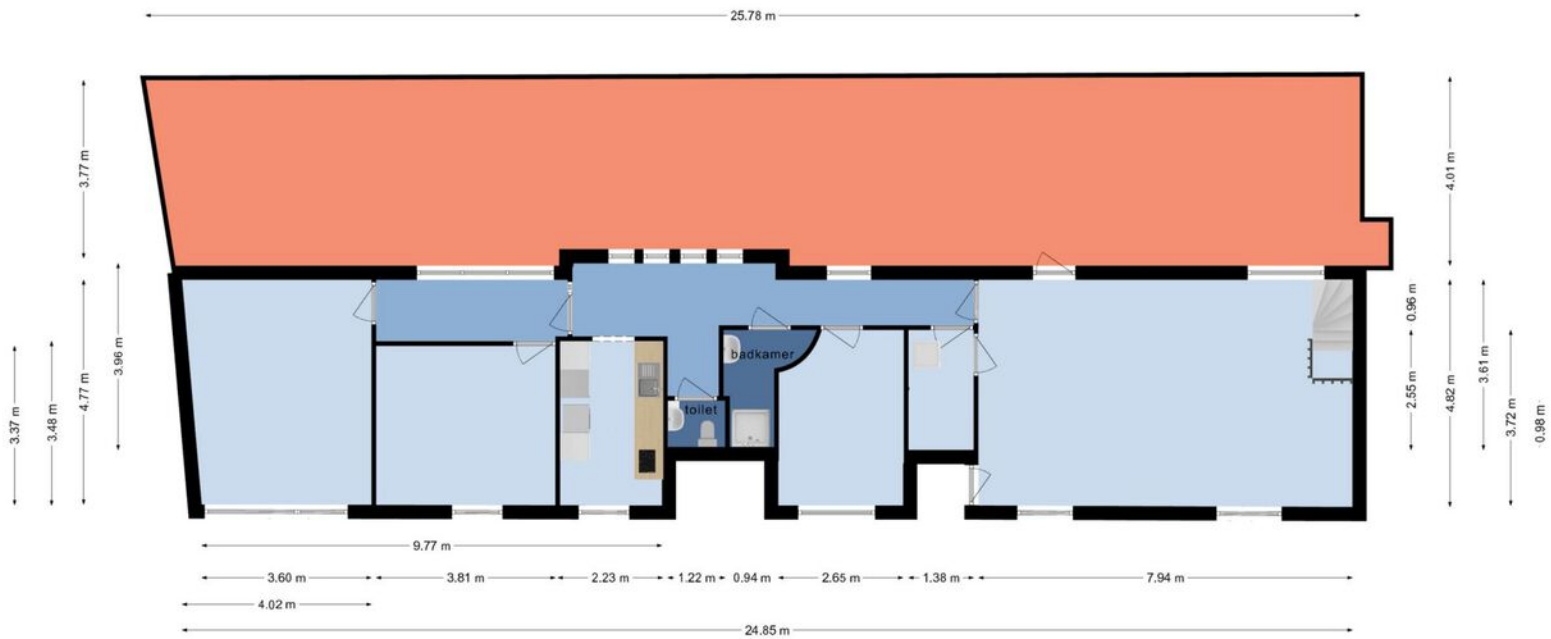 25.78 m
3.77 m
4.01 m
3.37 m
3.48 m
4.77 m
3.96 m
badkamer
toilet
0.96 m
2.55 m
4.82 m
3.61 m
3.72 m
0.98 m
9.77 m
3.60 m
3.81 m
2.23 m
1.22 m
0.94 m
2.65 m
1.38 m
7.94 m
4.02 m
24.85 m